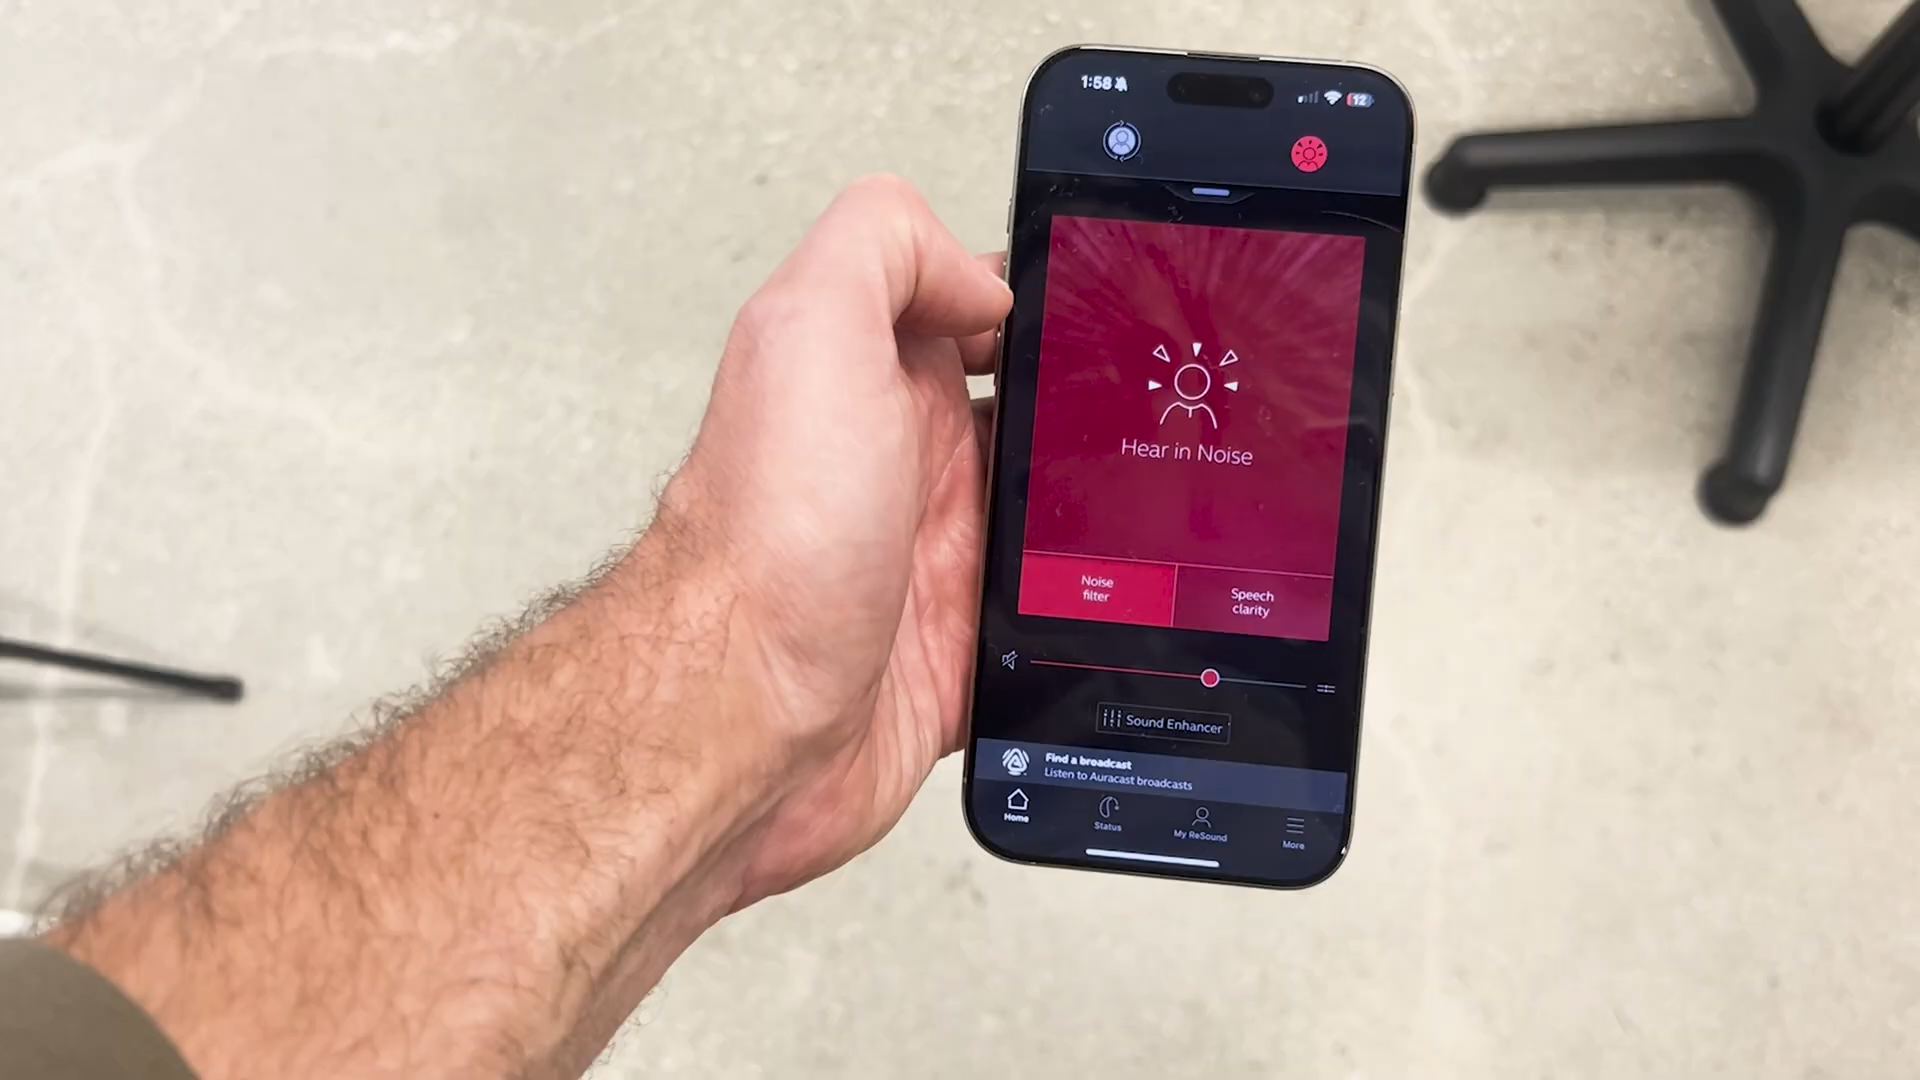 1:58
12
Hear in Noise
Noise
filter
Speech
clarity
Sound Enhancer
Find a broadcast
Listen to Auracast broadcasts
Home
Status
My ReSound
More